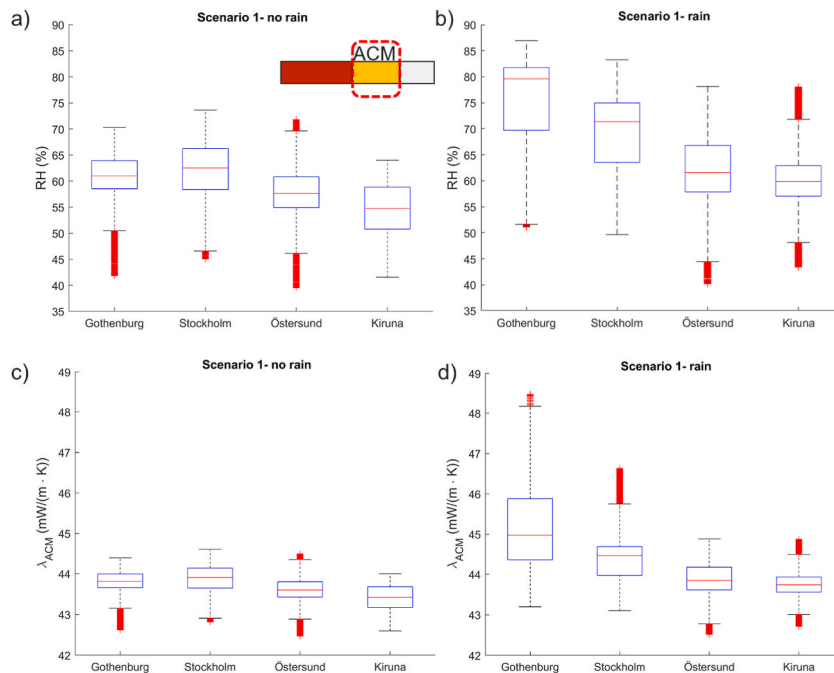 a)
Scenario 1- no rain
ACM
RH (%)
90
85
80
75
70
65
60
55
50
45
40
35
Gothenburg Stockholm Östersund Kiruna
b)
Scenario 1- rain
RH (%)
90
85
80
75
70
65
60
55
50
45
40
35
Gothenburg Stockholm Östersund Kiruna
c)
Scenario 1- no rain
λACM (mW/(m · K))
49
48
47
46
45
44
43
42
Gothenburg Stockholm Östersund Kiruna
d)
Scenario 1- rain
λACM (mW/(m · K))
49
48
47
46
45
44
43
42
Gothenburg Stockholm Östersund Kiruna